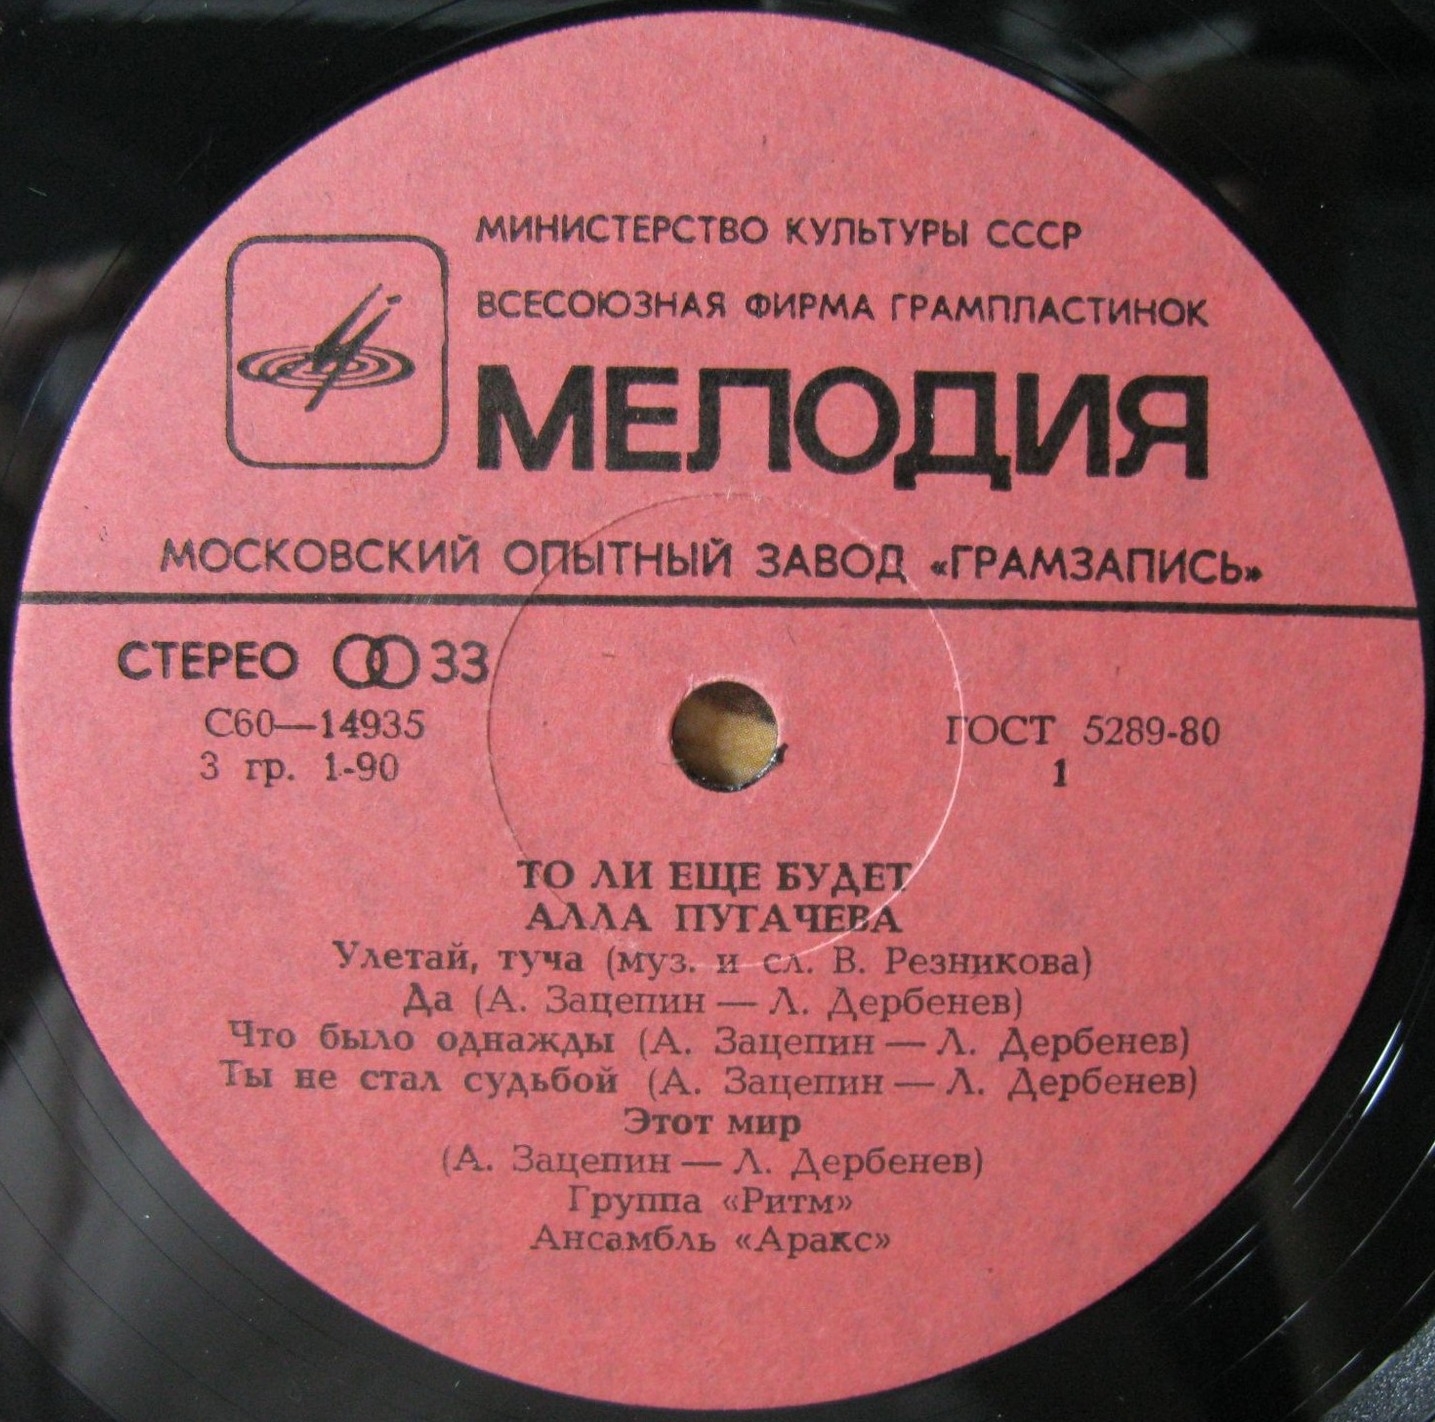 МИНИСТЕРСТВО КУЛЬТУРЫ СССР
ВСЕСОЮЗНАЯ ФИРМА ГРАМПЛАСТИНОК
МЕЛОДИЯ
МОСКОВСКИЙ ОПЫТНЫЙ ЗАВОД «ГРАМЗАПИСЬ»
СТЕРЕО 33
С60—14935
3 гр. 1-90
ГОСТ 5289-80
1
ТО ЛИ ЕЩЕ БУДЕТ
АЛЛА ПУГАЧЕВА
Улетай, туча (муз. и сл. В. Резникова)
Да (А. Зацепин — Л. Дербенев)
Что было однажды (А. Зацепин — Л. Дербенев)
Ты не стал судьбой (А. Зацепин — Л. Дербенев)
Этот мир
(А. Зацепин — Л. Дербенев)
Группа «Ритм»
Ансамбль «Аракс»